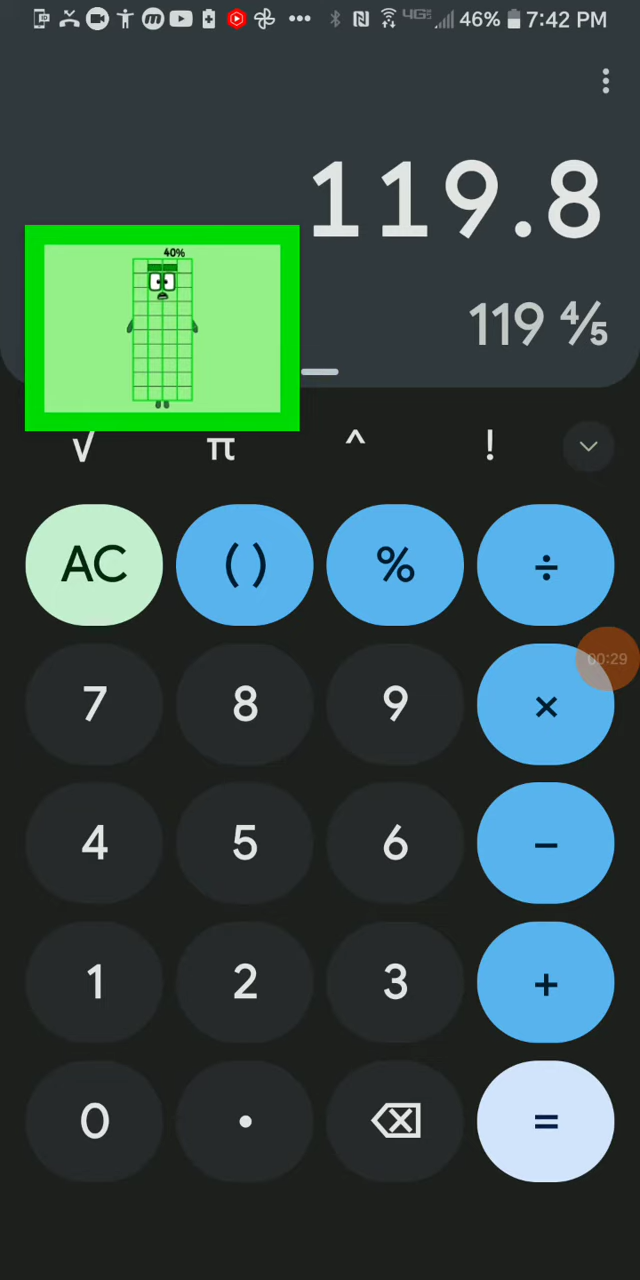 46% 7:42 PM
119.8
40%
119 ⅘
√ π ^ !
AC () % ÷
7 8 9 ×
00:29
4 5 6 −
1 2 3 +
0 . =